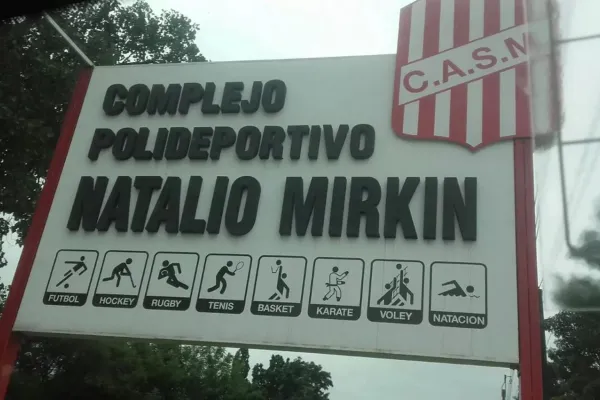 C.A.S.M
COMPLEJO
POLIDEPORTIVO
NATALIO MIRKIN
FUTBOL HOCKEY RUGBY TENIS BASKET KARATE VOLEY NATACION